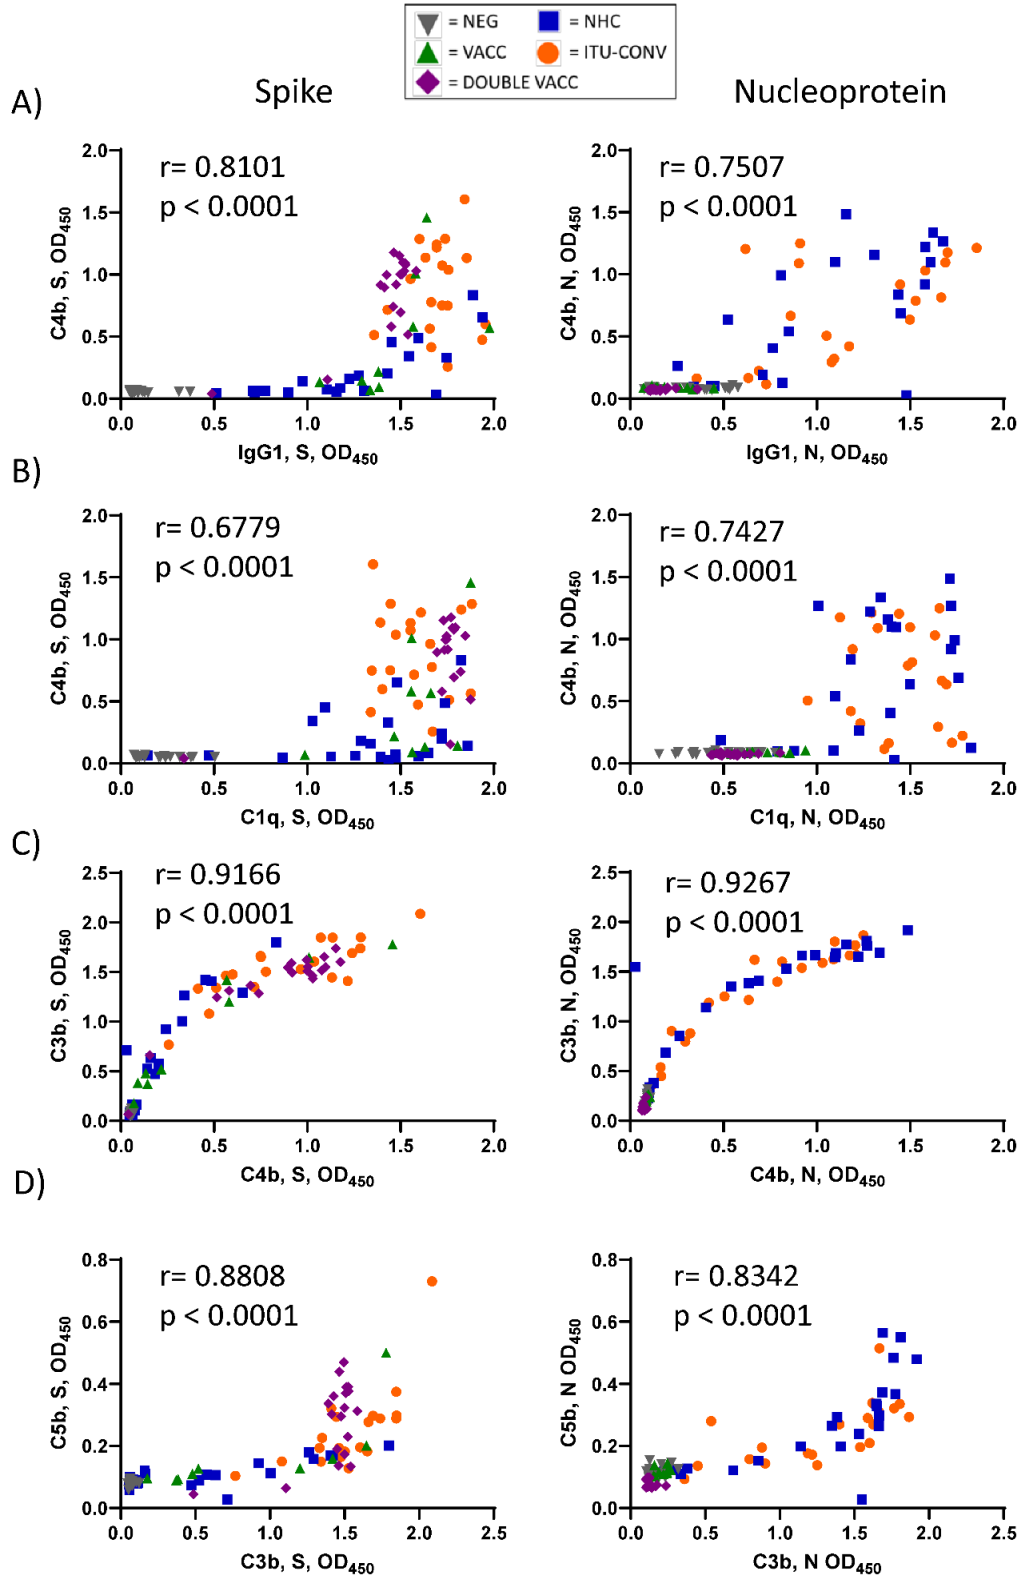 = NEG = NHC
= VACC = ITU-CONV
= DOUBLE VACC
Spike Nucleoprotein
A)
r= 0.8101
p < 0.0001
C4b, S, OD450
2.0
1.5
1.0
0.5
0.0
0.0 0.5 1.0 1.5 2.0
IgG1, S, OD450
r= 0.7507
p < 0.0001
C4b, N, OD450
2.0
1.5
1.0
0.5
0.0
0.0 0.5 1.0 1.5 2.0
IgG1, N, OD450
B)
r= 0.6779
p < 0.0001
C4b, S, OD450
2.0
1.5
1.0
0.5
0.0
0.0 0.5 1.0 1.5 2.0
C1q, S, OD450
r= 0.7427
p < 0.0001
C4b, N, OD450
2.0
1.5
1.0
0.5
0.0
0.0 0.5 1.0 1.5 2.0
C1q, N, OD450
C)
r= 0.9166
p < 0.0001
C3b, S, OD450
2.5
2.0
1.5
1.0
0.5
0.0
0.0 0.5 1.0 1.5 2.0
C4b, S, OD450
r= 0.9267
p < 0.0001
C3b, N, OD450
2.5
2.0
1.5
1.0
0.5
0.0
0.0 0.5 1.0 1.5 2.0
C4b, N, OD450
D)
r= 0.8808
p < 0.0001
C5b, S, OD450
0.8
0.6
0.4
0.2
0.0
0.0 0.5 1.0 1.5 2.0 2.5
C3b, S, OD450
r= 0.8342
p < 0.0001
C5b, N OD450
0.8
0.6
0.4
0.2
0.0
0.0 0.5 1.0 1.5 2.0 2.5
C3b, N OD450